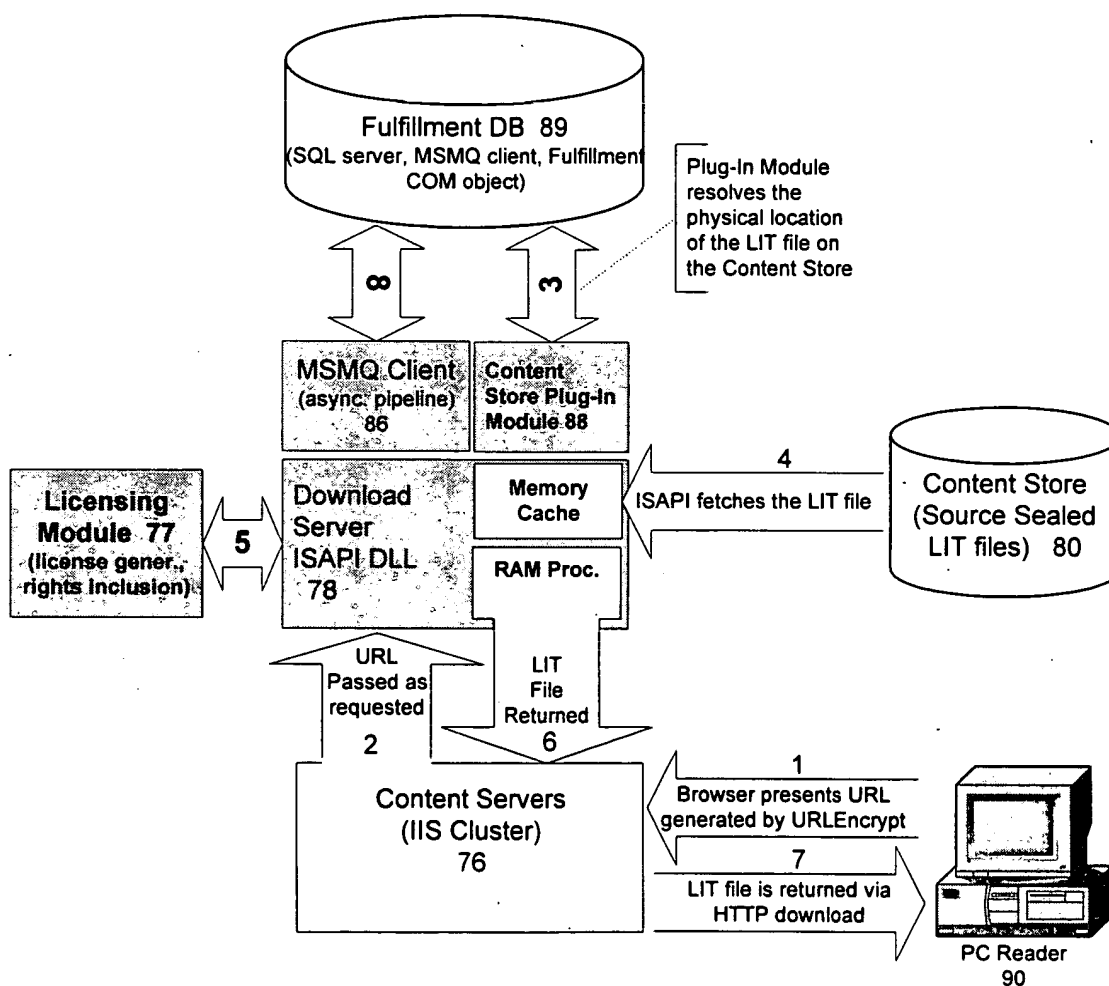 Fulfillment DB 89
(SQL server, MSMQ client, Fulfillment
COM object)
Plug-In Module
resolves the
physical location
of the LIT file on
the Content Store
8
3
MSMQ Client
(async. pipeline)
86
Content
Store Plug-In
Module 88
Licensing
Module 77
(license gener.,
rights inclusion)
5
Download
Server
ISAPI DLL
78
Memory
Cache
RAM Proc.
4
ISAPI fetches the LIT file
Content Store
(Source Sealed
LIT files) 80
URL
Passed as
requested
2
LIT
File
Returned
6
Content Servers
(IIS Cluster)
76
1
Browser presents URL
generated by URLEncrypt
7
LIT file is returned via
HTTP download
PC Reader
90